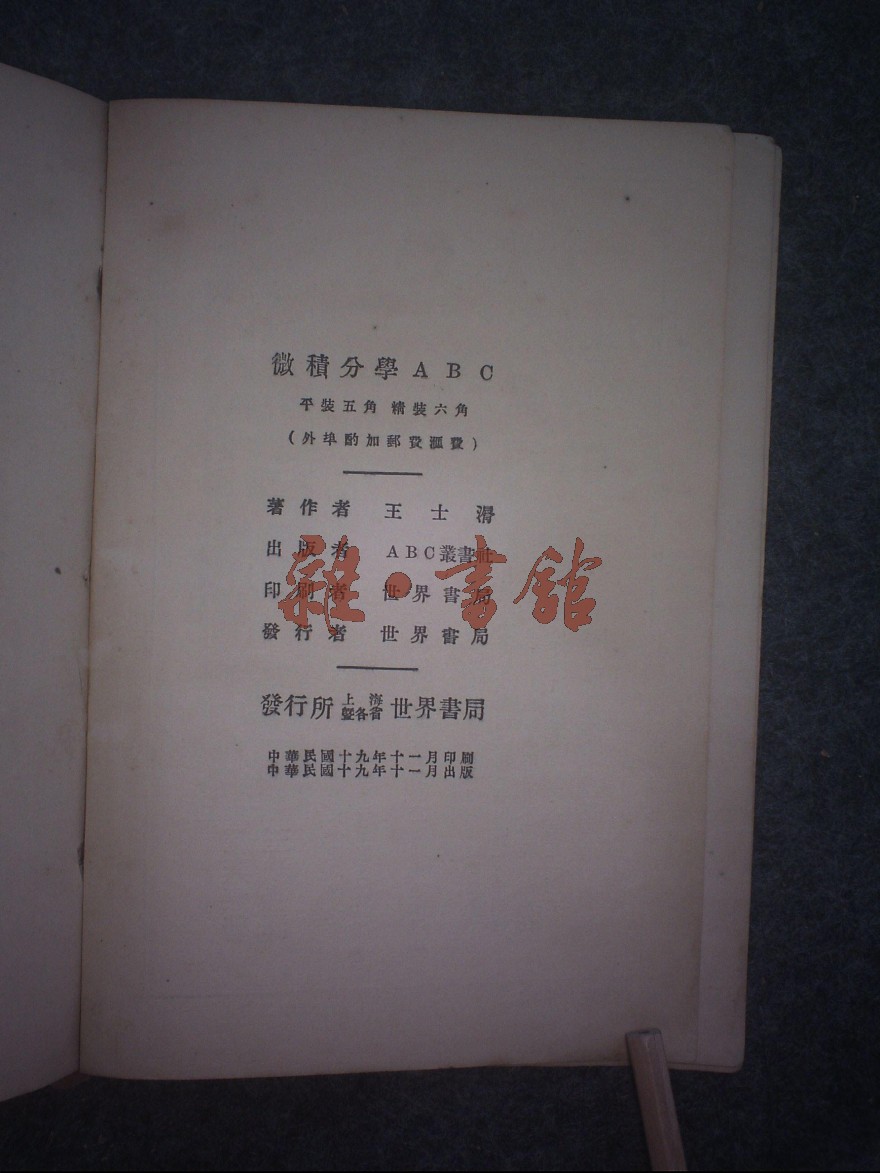 微積分學ABC
平裝五角 精裝六角
(外埠酌加郵費滙費)
著作者 王士滑
出版者 ABC叢書社
印刷者 世界書局
發行者 世界書局
發行所 上海暨各省 世界書局
中華民國十九年十一月印刷
中華民國十九年十一月出版
雜·書館